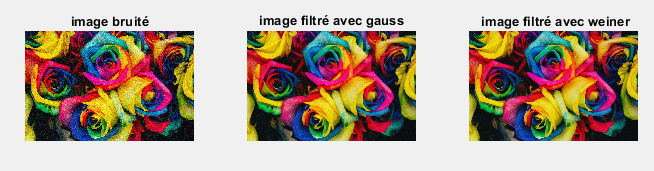 image bruité
image filtré avec gauss
image filtré avec weiner